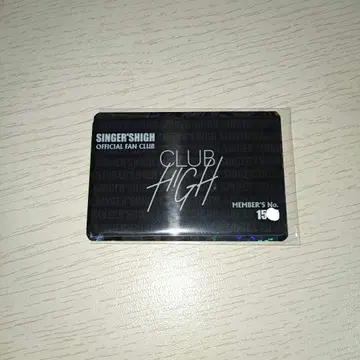 SINGER'SHIGH
OFFICIAL FAN CLUB
CLUB
HIGH
MEMBER'S No.
15